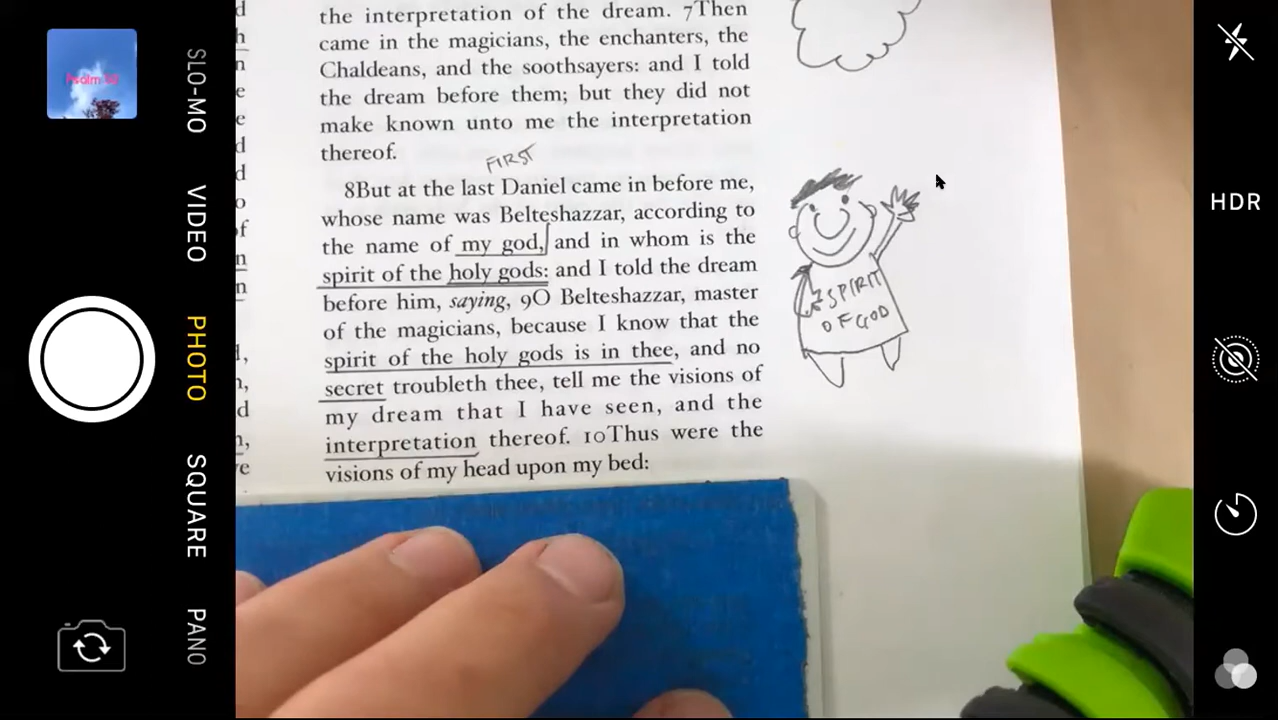 Psalm
SLO-MO
VIDEO
PHOTO
SQUARE
PANO
HDR
d
h
n
e
d
d
o
f
n
n
l,
n,
d
n,
e
the interpretation of the dream. 7Then
came in the magicians, the enchanters, the
Chaldeans, and the soothsayers: and I told
the dream before them; but they did not
make known unto me the interpretation
thereof.
FIRST
8But at the last Daniel came in before me,
whose name was Belteshazzar, according to
the name of my god, and in whom is the
spirit of the holy gods: and I told the dream
before him, saying, 9O Belteshazzar, master
of the magicians, because I know that the
spirit of the holy gods is in thee, and no
secret troubleth thee, tell me the visions of
my dream that I have seen, and the
interpretation thereof. 10Thus were the
visions of my head upon my bed:
SPIRIT
OF GOD